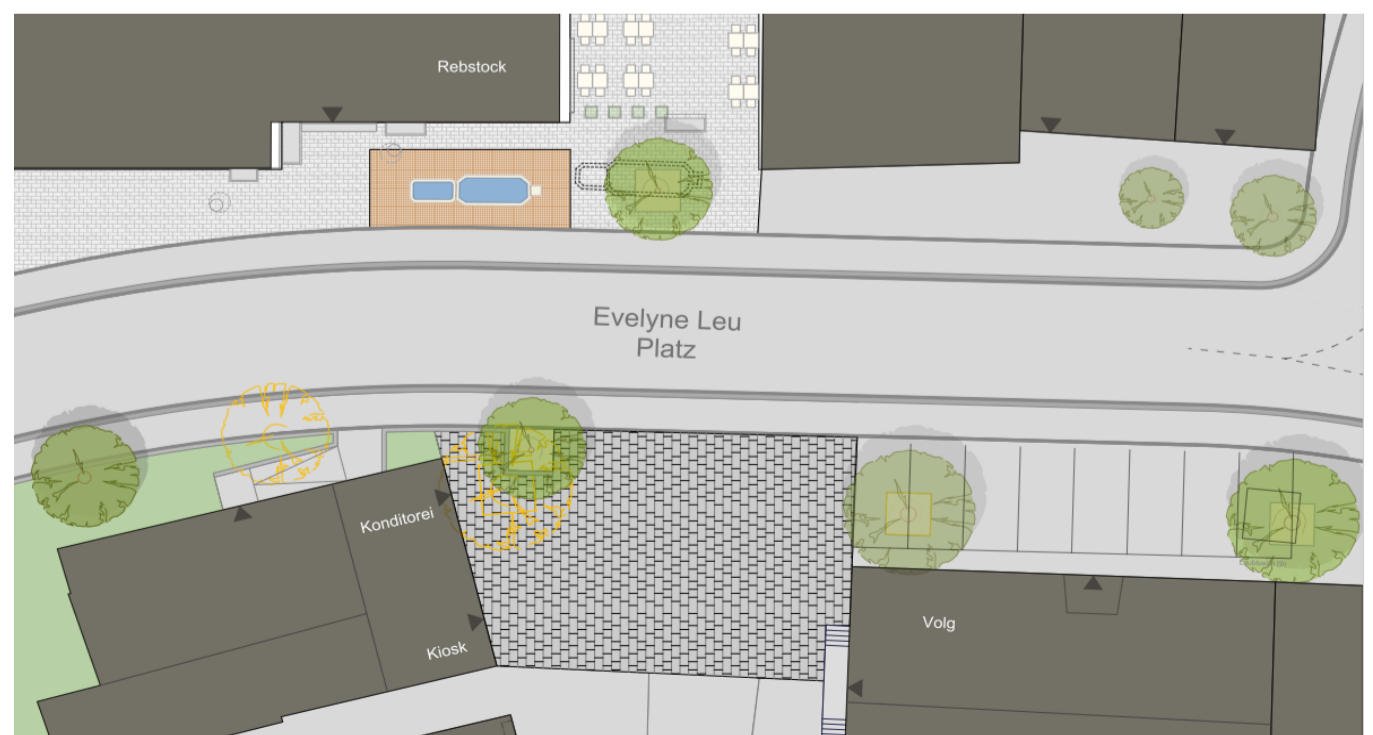 Rebstock
Evelyne Leu
Platz
Konditorei
Kiosk
Volg